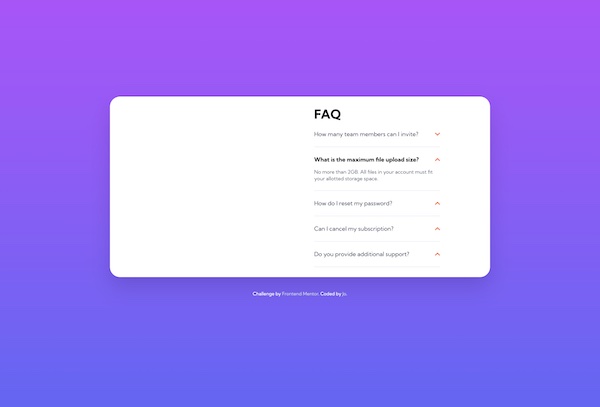 FAQ
How many team members can I invite?
What is the maximum file upload size?
No more than 2GB. All files in your account must fit
your allotted storage space.
How do I reset my password?
Can I cancel my subscription?
Do you provide additional support?
Challenge by Frontend Mentor. Coded by Jo.